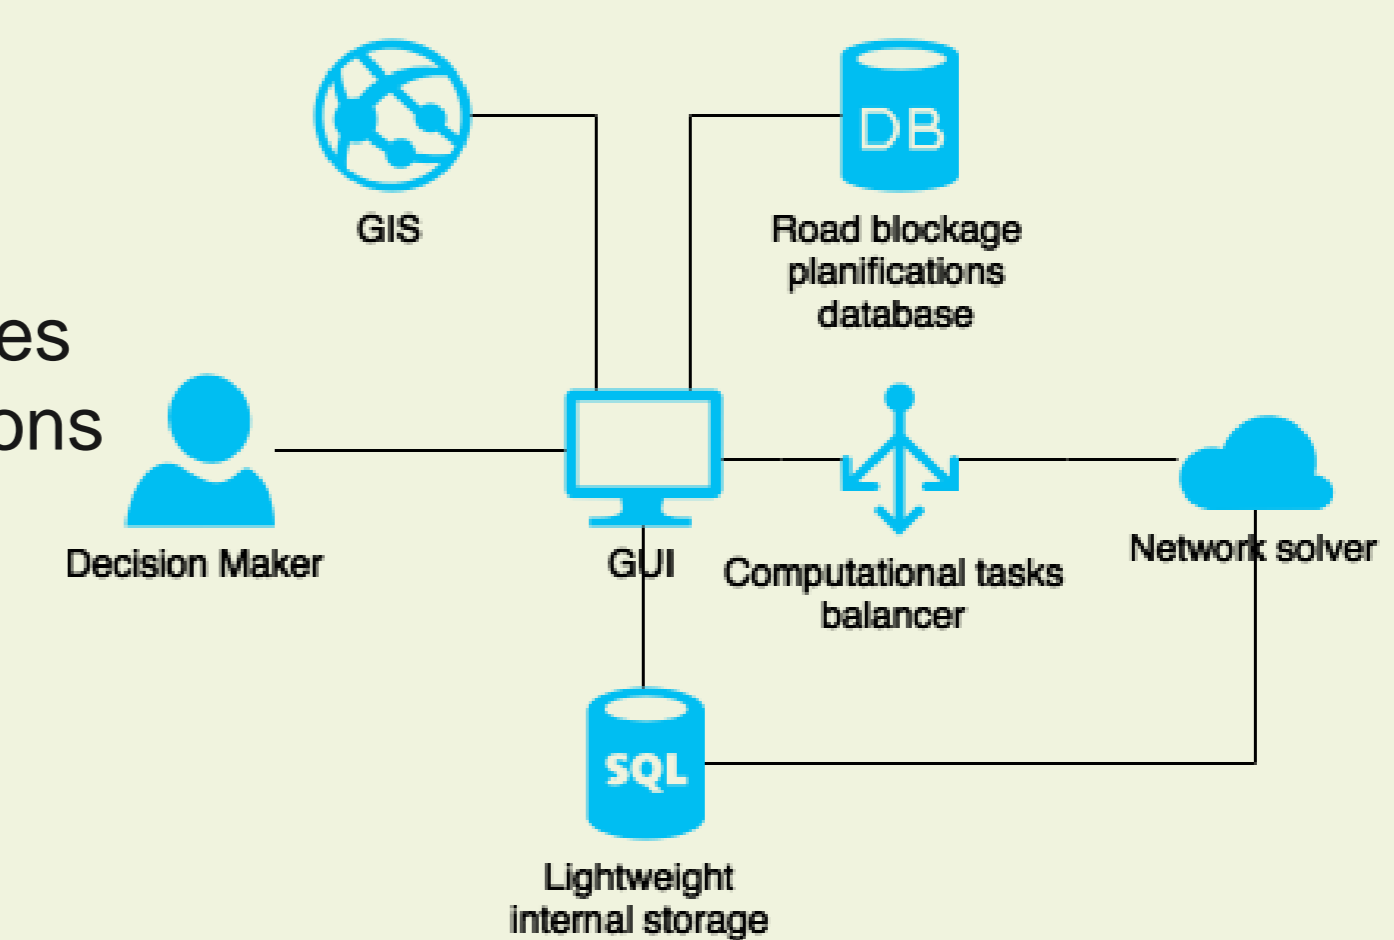 DB
GIS
Road blockage
planifications
database
es
ons
Decision Maker
GUI
Computational tasks
balancer
Network solver
SQL
Lightweight
internal storage